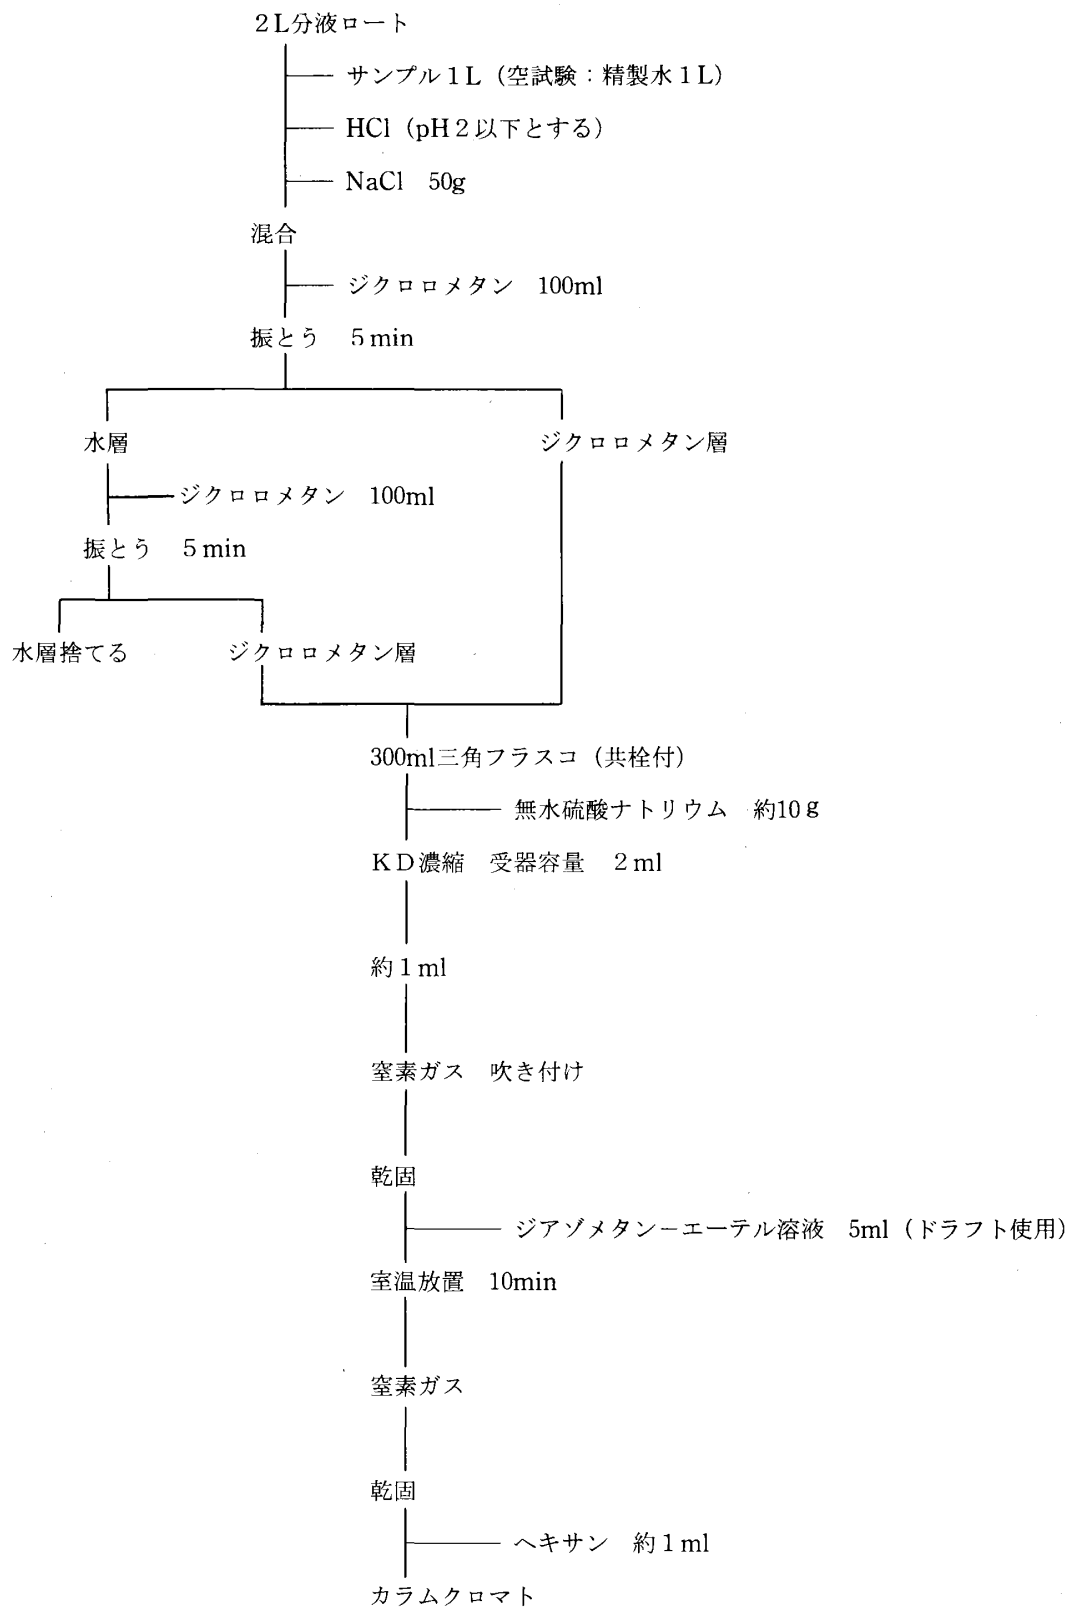 2L分液ロート
サンプル1L（空試験：精製水1L）
HCl（pH2以下とする）
NaCl　50g
混合
ジクロロメタン　100ml
振とう　5min
水層
ジクロロメタン層
ジクロロメタン　100ml
振とう　5min
水層捨てる
ジクロロメタン層
300ml三角フラスコ（共栓付）
無水硫酸ナトリウム　約10g
KD濃縮　受器容量　2ml
約1ml
窒素ガス　吹き付け
乾固
ジアゾメタン−エーテル溶液　5ml（ドラフト使用）
室温放置　10min
窒素ガス
乾固
ヘキサン　約1ml
カラムクロマト